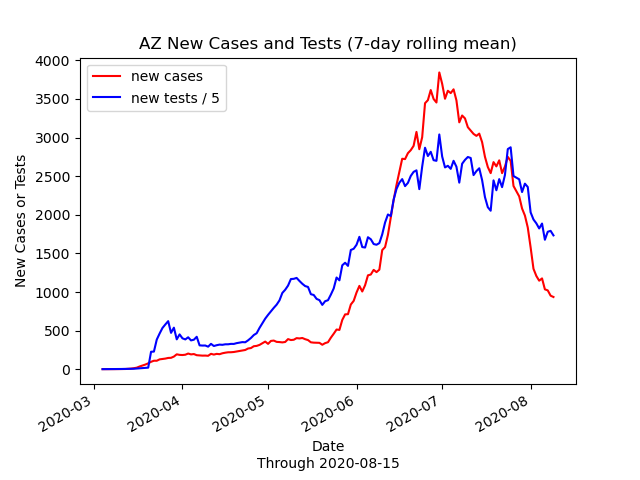 AZ New Cases and Tests (7-day rolling mean)
new cases
new tests / 5
4000
3500
3000
2500
2000
1500
1000
500
0
New Cases or Tests
2020-03
2020-04
2020-05
2020-06
2020-07
2020-08
Date
Through 2020-08-15